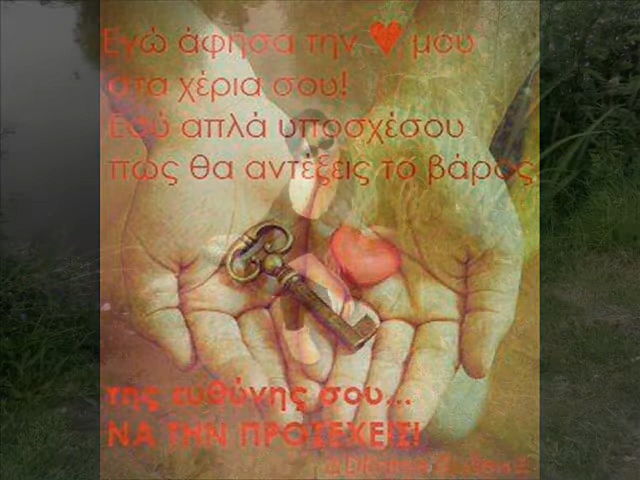 Εγώ άφησα την ♥ μου
στα χέρια σου!
Εσύ απλά υποσχέσου
πως θα αντέξεις το βάρος
της ευθύνης σου...
ΝΑ ΤΗΝ ΠΡΟΣΕΧΕΙΣ!